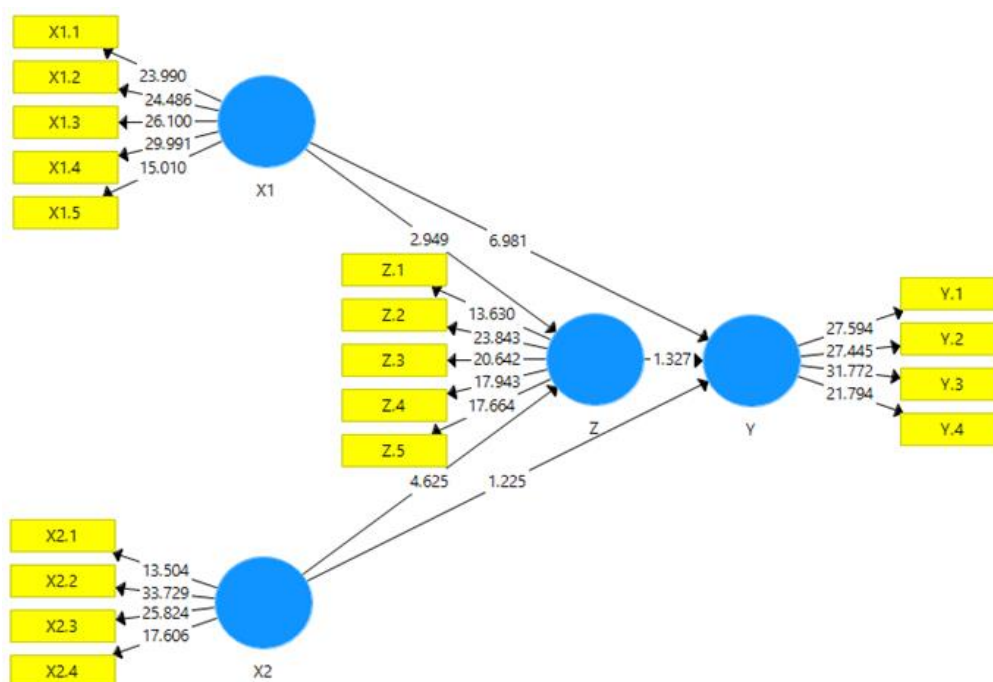 X1.1
X1.2
X1.3
X1.4
X1.5
23.990
24.486
26.100
29.991
15.010
X1
2.949
6.981
Z.1
Z.2
Z.3
Z.4
Z.5
13.630
23.843
20.642
17.943
17.664
Z
1.327
Y
27.594
27.445
31.772
21.794
Y.1
Y.2
Y.3
Y.4
4.625
1.225
X2.1
X2.2
X2.3
X2.4
13.504
33.729
25.824
17.606
X2